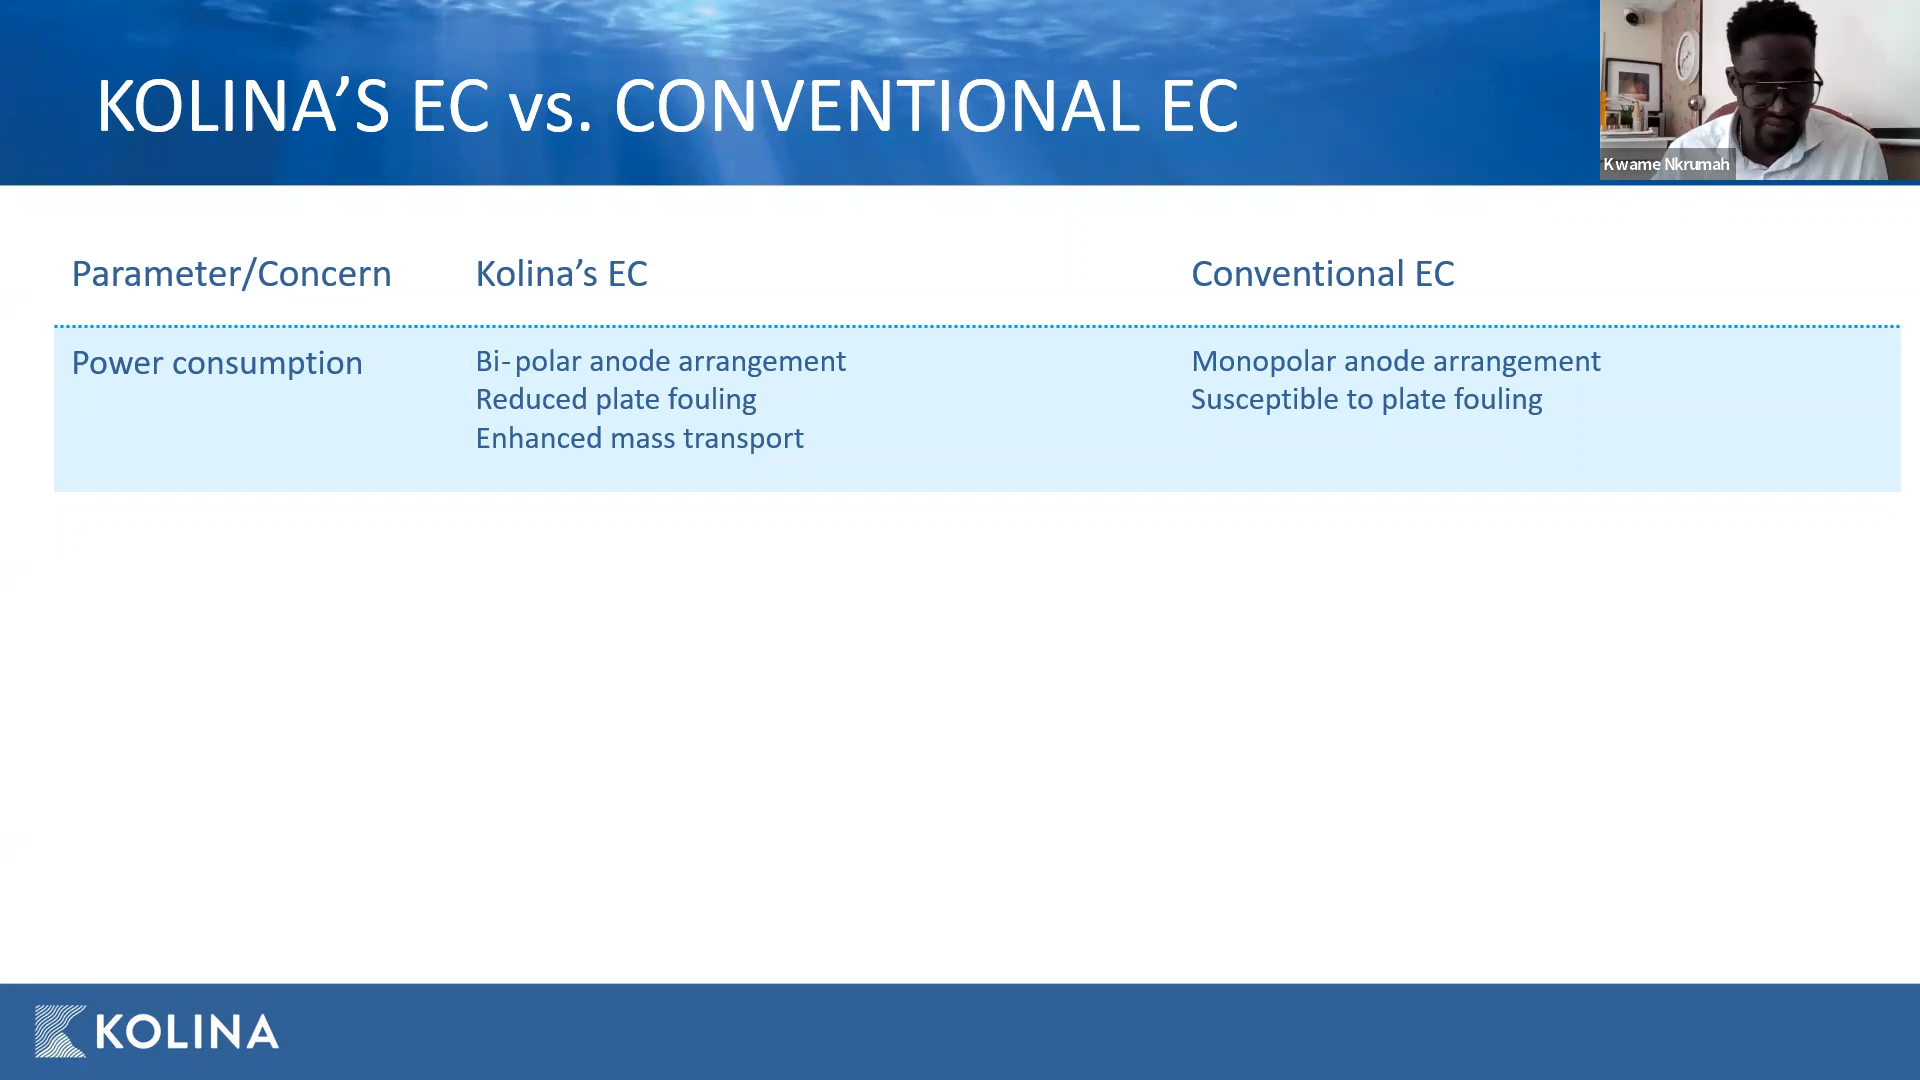 KOLINA’S EC vs. CONVENTIONAL EC
Kwame Nkrumah
Parameter/Concern Kolina’s EC Conventional EC
Power consumption Bi-polar anode arrangement Monopolar anode arrangement
Reduced plate fouling Susceptible to plate fouling
Enhanced mass transport
KOLINA